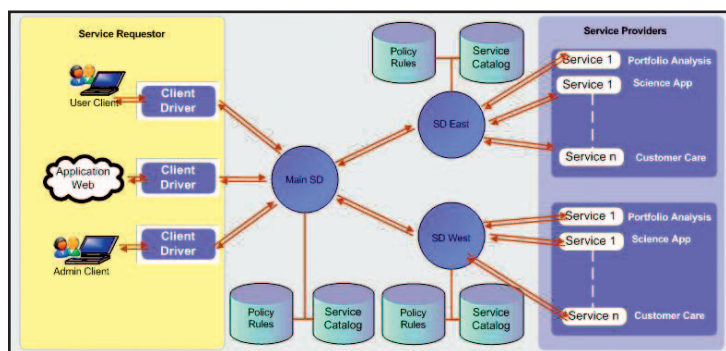 Service Requestor
User Client
Client
Driver
Application
Web
Client
Driver
Admin Client
Client
Driver
Main SD
Policy
Rules
Service
Catalog
Policy
Rules
Service
Catalog
SD East
SD West
Policy
Rules
Service
Catalog
Service Providers
Service 1 Portfolio Analysis
Service 1 Science App
Service n Customer Care
Service 1 Portfolio Analysis
Service 1 Science App
Service n Customer Care